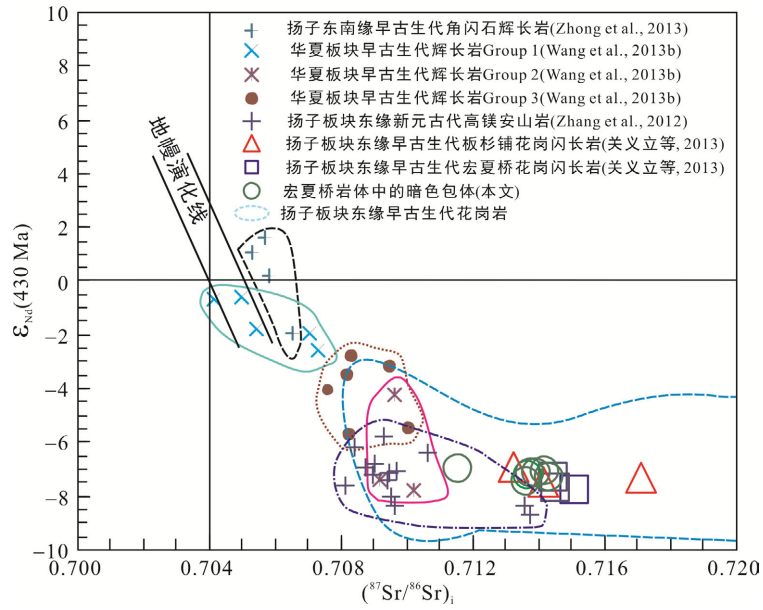 扬子东南缘早古生代角闪石辉长岩(Zhong et al., 2013)
华夏板块早古生代辉长岩Group 1(Wang et al., 2013b)
华夏板块早古生代辉长岩Group 2(Wang et al., 2013b)
华夏板块早古生代辉长岩Group 3(Wang et al., 2013b)
扬子板块东缘新元古代高镁安山岩(Zhang et al., 2012)
扬子板块东缘早古生代板杉铺花岗闪长岩(关义立等, 2013)
扬子板块东缘早古生代宏夏桥花岗闪长岩(关义立等, 2013)
宏夏桥岩体中的暗色包体(本文)
扬子板块东缘早古生代花岗岩
地幔演化线
εNd(430 Ma)
10
8
6
4
2
0
−2
−4
−6
−8
−10
0.700
0.704
0.708
0.712
0.716
0.720
(⁸⁷Sr/⁸⁶Sr)i